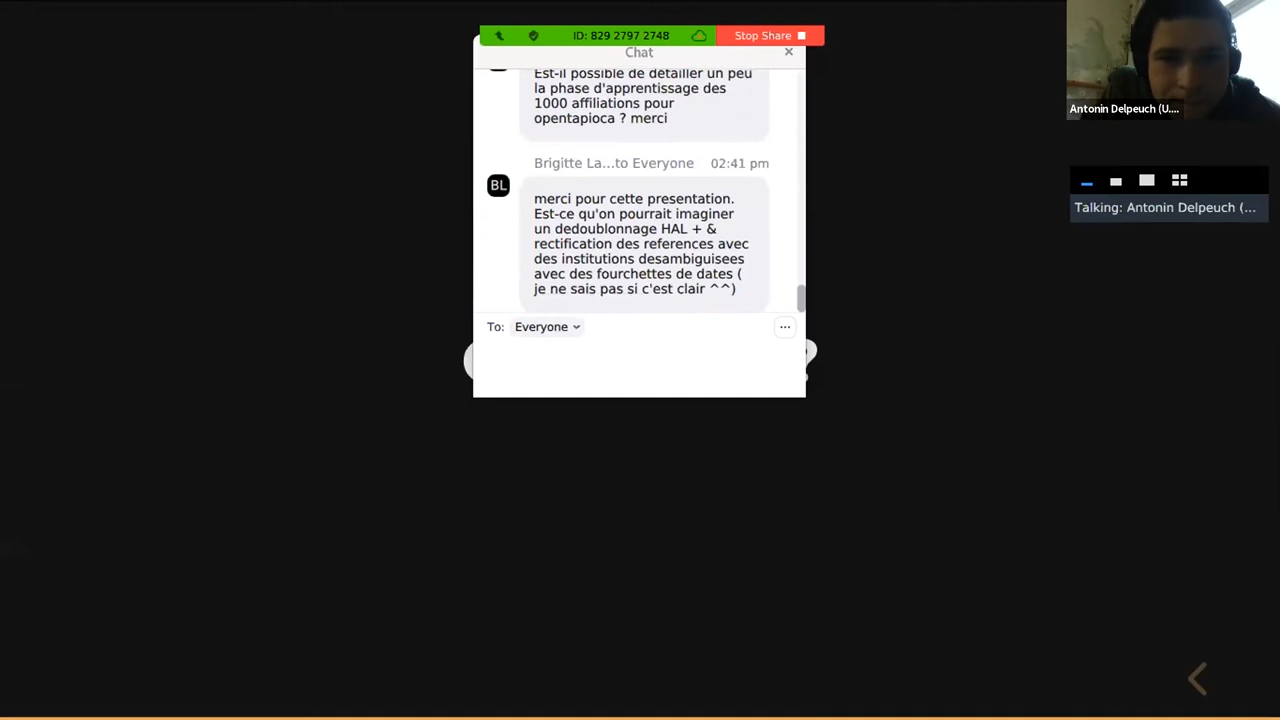 ID: 829 2797 2748
Stop Share
Chat
Est-il possible de detailler un peu
la phase d'apprentissage des
1000 affiliations pour
opentapioca ? merci
Brigitte La...to Everyone 02:41 pm
BL
merci pour cette presentation.
Est-ce qu'on pourrait imaginer
un dedoublonnage HAL + &
rectification des references avec
des institutions desambiguisees
avec des fourchettes de dates (
je ne sais pas si c'est clair ^^)
To: Everyone
...
?
Antonin Delpeuch (U....
Talking: Antonin Delpeuch (...